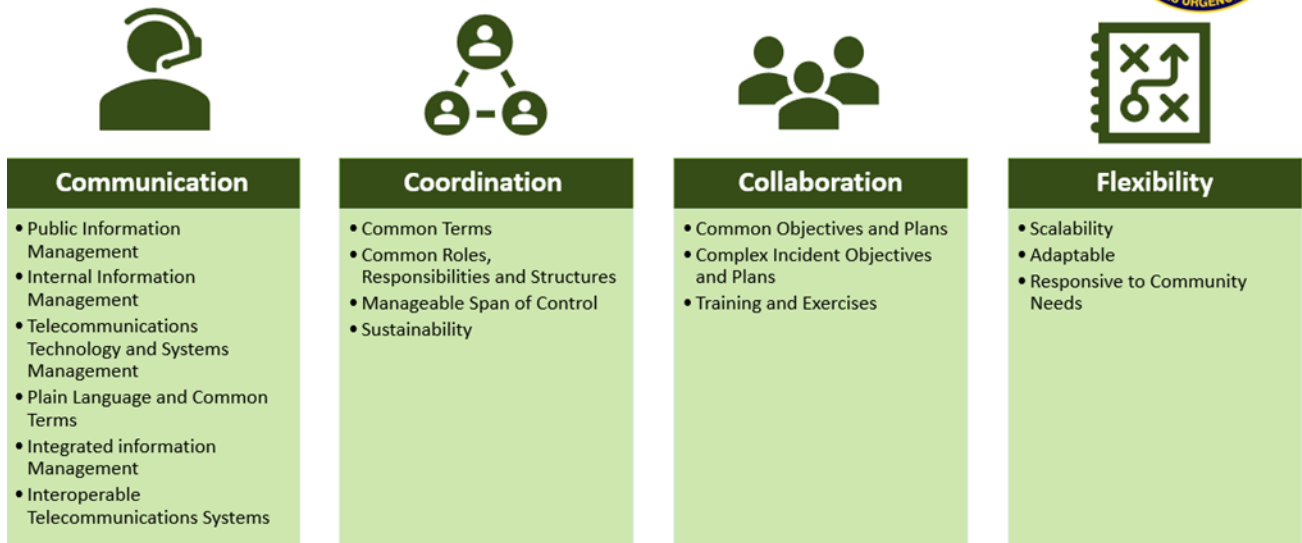 URGENC
Communication
• Public Information
Management
• Internal Information
Management
• Telecommunications
Technology and Systems
Management
• Plain Language and Common
Terms
• Integrated information
Management
• Interoperable
Telecommunications Systems
Coordination
• Common Terms
• Common Roles,
Responsibilities and Structures
• Manageable Span of Control
• Sustainability
Collaboration
• Common Objectives and Plans
• Complex Incident Objectives
and Plans
• Training and Exercises
Flexibility
• Scalability
• Adaptable
• Responsive to Community
Needs